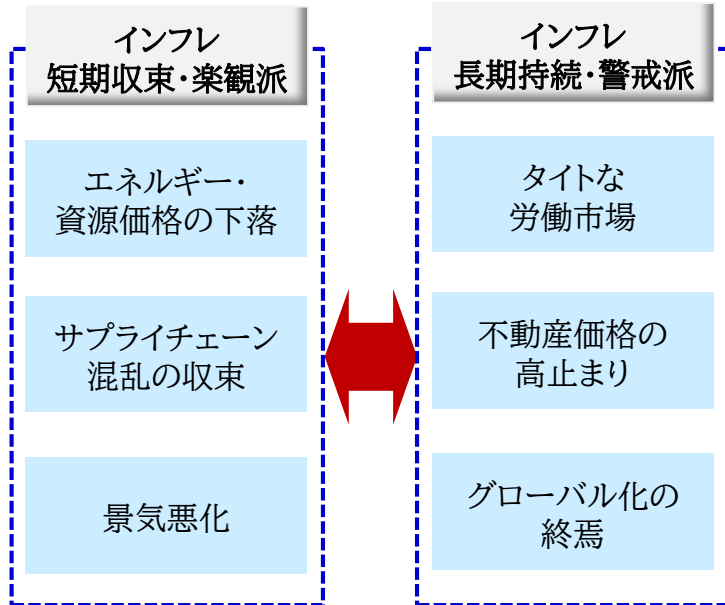 インフレ
短期収束・楽観派
エネルギー・
資源価格の下落
サプライチェーン
混乱の収束
景気悪化
インフレ
長期持続・警戒派
タイトな
労働市場
不動産価格の
高止まり
グローバル化の
終焉